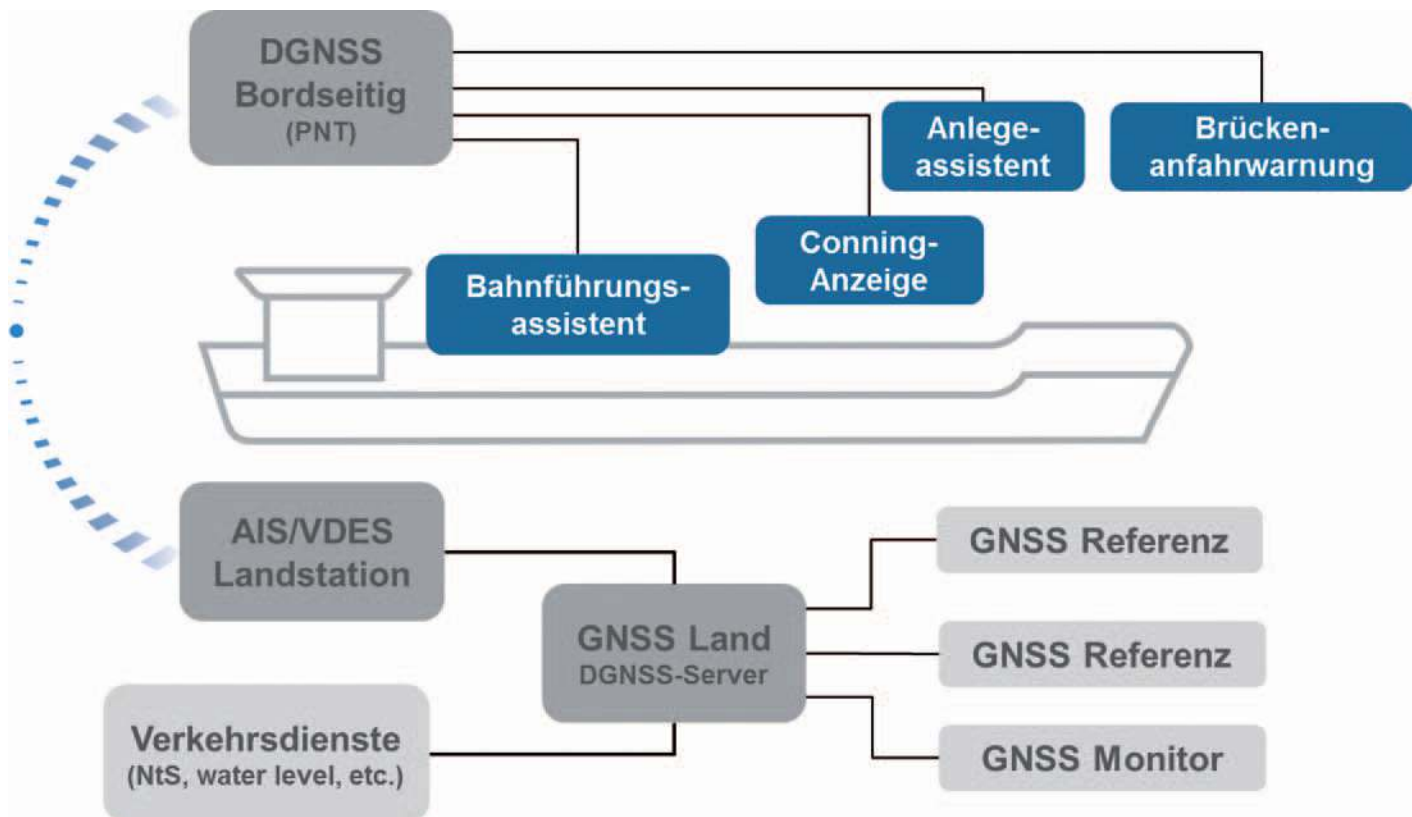 DGNSS
Bordseitig
(PNT)
Anlege-
assistent
Brücken-
anfahrwarnung
Conning-
Anzeige
Bahnführungs-
assistent
AIS/VDES
Landstation
GNSS Referenz
GNSS Land
DGNSS-Server
GNSS Referenz
Verkehrsdienste
(NtS, water level, etc.)
GNSS Monitor